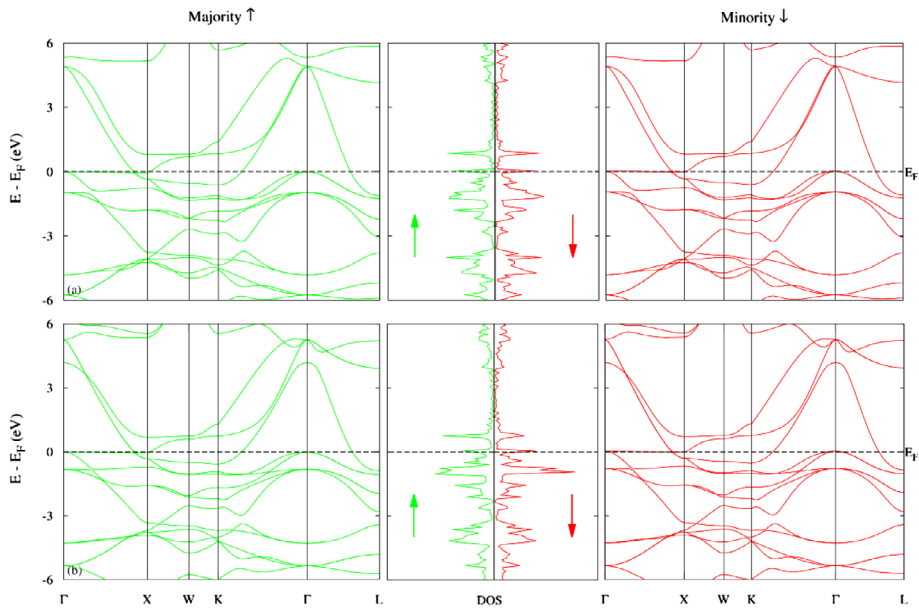 Majority ↑ Minority ↓
6
3
0
-3
-6
E - E_F (eV)
(a)
E_F
6
3
0
-3
-6
E - E_F (eV)
(b)
E_F
Γ X W K Γ L DOS Γ X W K Γ L